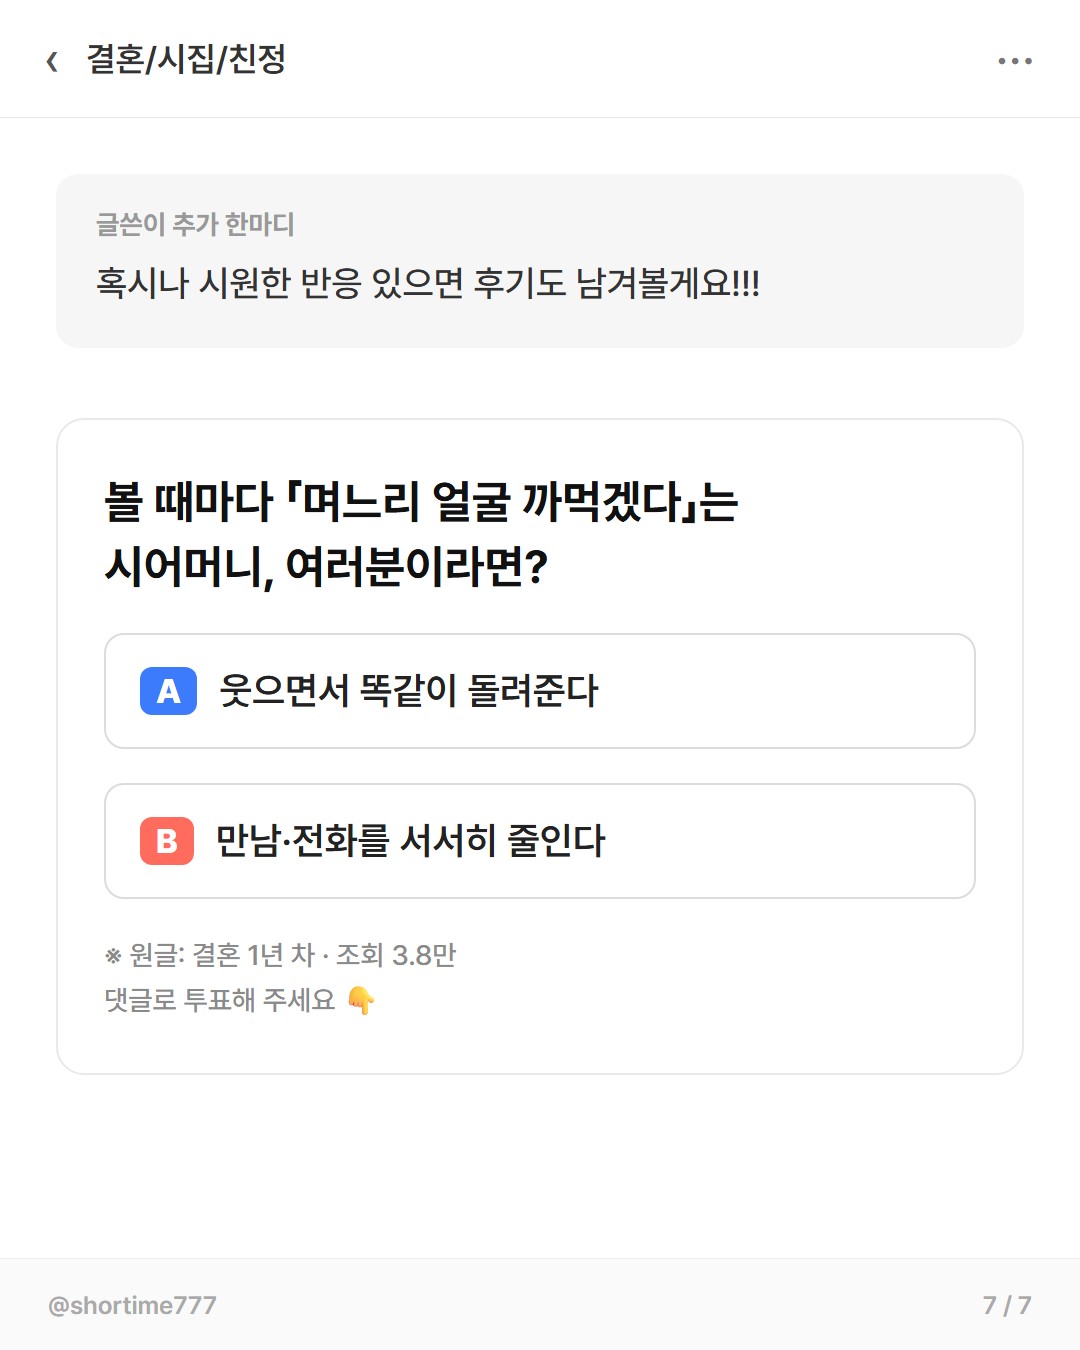 결혼/시집/친정
글쓴이 추가 한마디
혹시나 시원한 반응 있으면 후기도 남겨볼게요!!!
볼 때마다 「며느리 얼굴 까먹겠다」는
시어머니, 여러분이라면?
A 웃으면서 똑같이 돌려준다
B 만남·전화를 서서히 줄인다
※ 원글: 결혼 1년 차 · 조회 3.8만
댓글로 투표해 주세요 👇
@shortime777
7 / 7